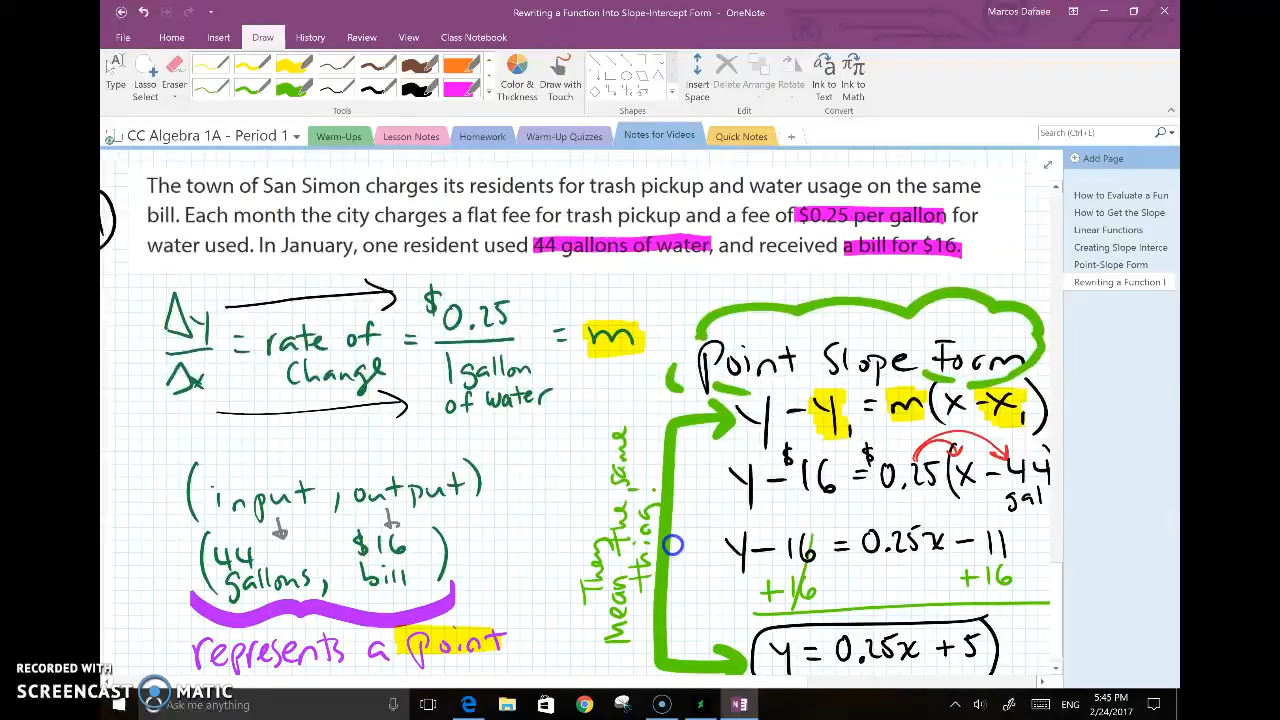 Rewriting a Function Into Slope-Intercept Form - OneNote
Marcos Dafaee
File Home Insert Draw History Review View Class Notebook
Type
Lasso Select
Eraser
Color & Thickness
Draw with Touch
Insert Space
Delete
Arrange
Rotate
Ink to Text
Ink to Math
Tools
Shapes
Edit
Convert
CC Algebra 1A - Period 1
Warm-Ups Lesson Notes Homework Warm-Up Quizzes Notes for Videos Quick Notes
Search (Ctrl+E)
Add Page
How to Evaluate a Fun
How to Get the Slope
Linear Functions
Creating Slope Interce
Point-Slope Form
Rewriting a Function I
The town of San Simon charges its residents for trash pickup and water usage on the same
bill. Each month the city charges a flat fee for trash pickup and a fee of $0.25 per gallon for
water used. In January, one resident used 44 gallons of water, and received a bill for $16.
Δy/Δx = rate of Change = $0.25/1 gallon of water = m
(input, output)
(44 gallons, $16 bill)
represents a point
Point Slope Form
y - y₁ = m(x - x₁)
y - $16 = $0.25(x - 44)
gal
y - 16 = 0.25x - 11
+16 +16
y = 0.25x + 5
They mean the same thing.
RECORDED WITH
SCREENCAST MATIC
Ask me anything
ENG
5:45 PM
2/24/2017